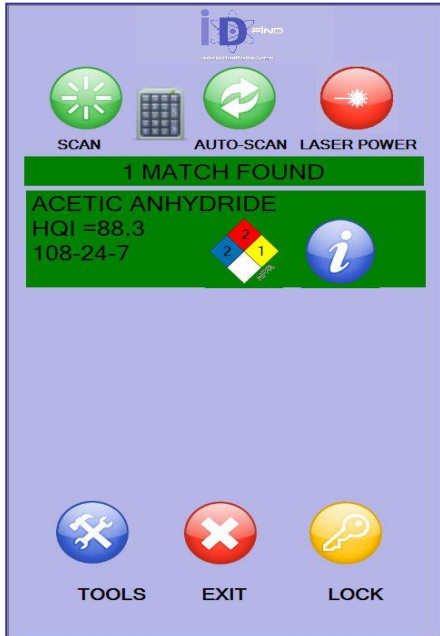 iD FIND
SCAN
AUTO-SCAN
LASER POWER
1 MATCH FOUND
ACETIC ANHYDRIDE
HQI =88.3
108-24-7
2
2
1
i
TOOLS
EXIT
LOCK